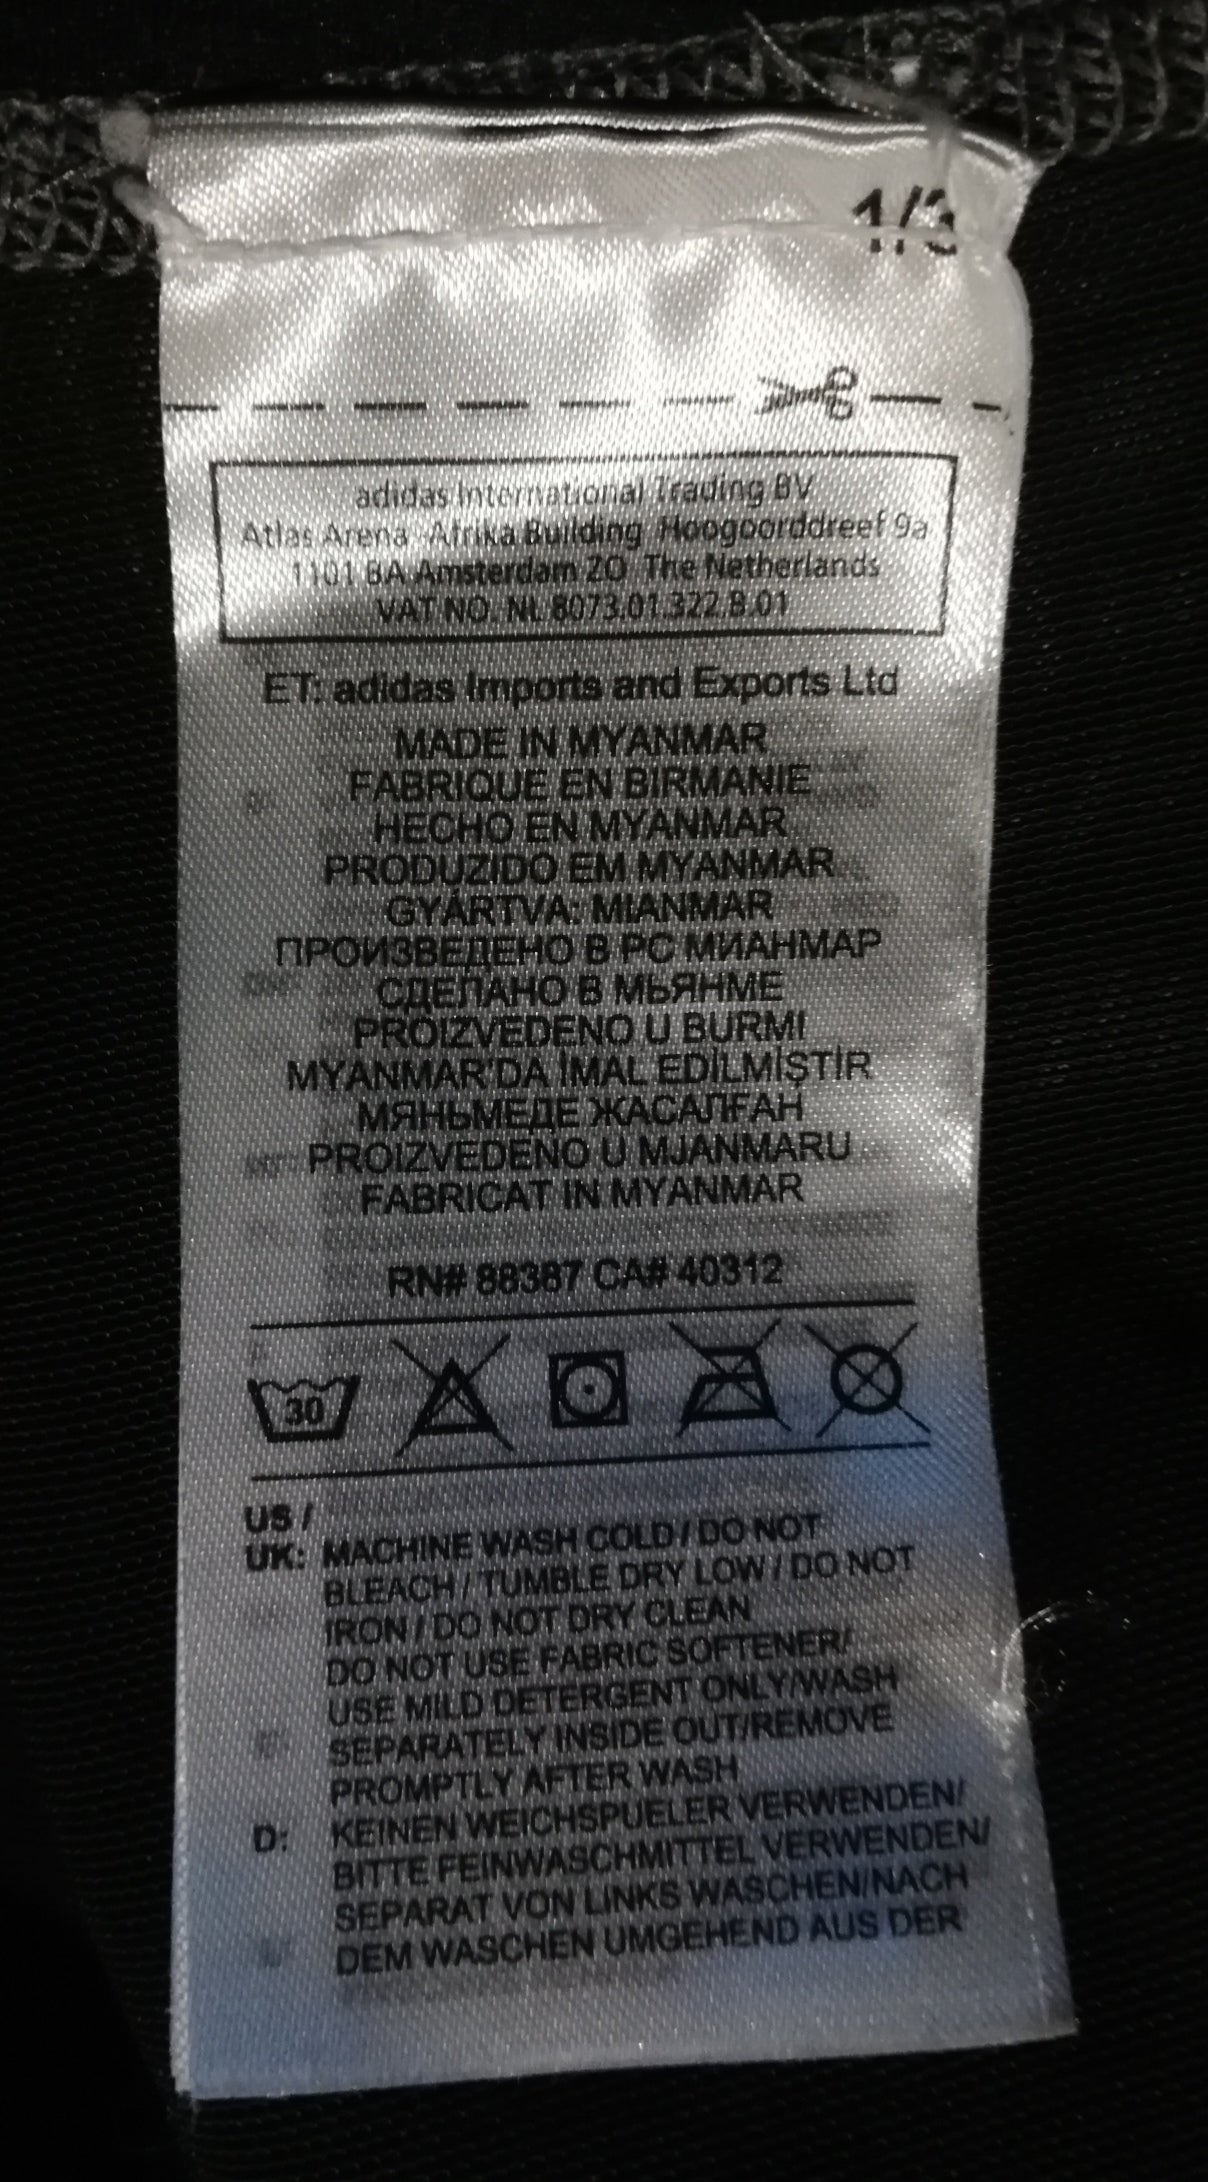 1/3
adidas International Trading BV
Atlas Arena Afrika Building Hoogoorddreef 9a
1101 BA Amsterdam ZO The Netherlands
VAT NO. NL 8073.01.322.B.01
ET: adidas Imports and Exports Ltd
MADE IN MYANMAR
FABRIQUE EN BIRMANIE
HECHO EN MYANMAR
PRODUZIDO EM MYANMAR
GYÁRTVA: MIANMAR
ПРОИЗВЕДЕНО В РС МИАНМАР
СДЕЛАНО В МЬЯНМЕ
PROIZVEDENO U BURMI
MYANMAR'DA İMAL EDİLMİŞTİR
МЯНЬМЕДЕ ЖАСАЛҒАН
PROIZVEDENO U MJANMARU
FABRICAT IN MYANMAR
RN# 88387 CA# 40312
30
US /
UK: MACHINE WASH COLD / DO NOT
BLEACH / TUMBLE DRY LOW / DO NOT
IRON / DO NOT DRY CLEAN
DO NOT USE FABRIC SOFTENER/
USE MILD DETERGENT ONLY/WASH
SEPARATELY INSIDE OUT/REMOVE
PROMPTLY AFTER WASH
D: KEINEN WEICHSPUELER VERWENDEN/
BITTE FEINWASCHMITTEL VERWENDEN/
SEPARAT VON LINKS WASCHEN/NACH
DEM WASCHEN UMGEHEND AUS DER